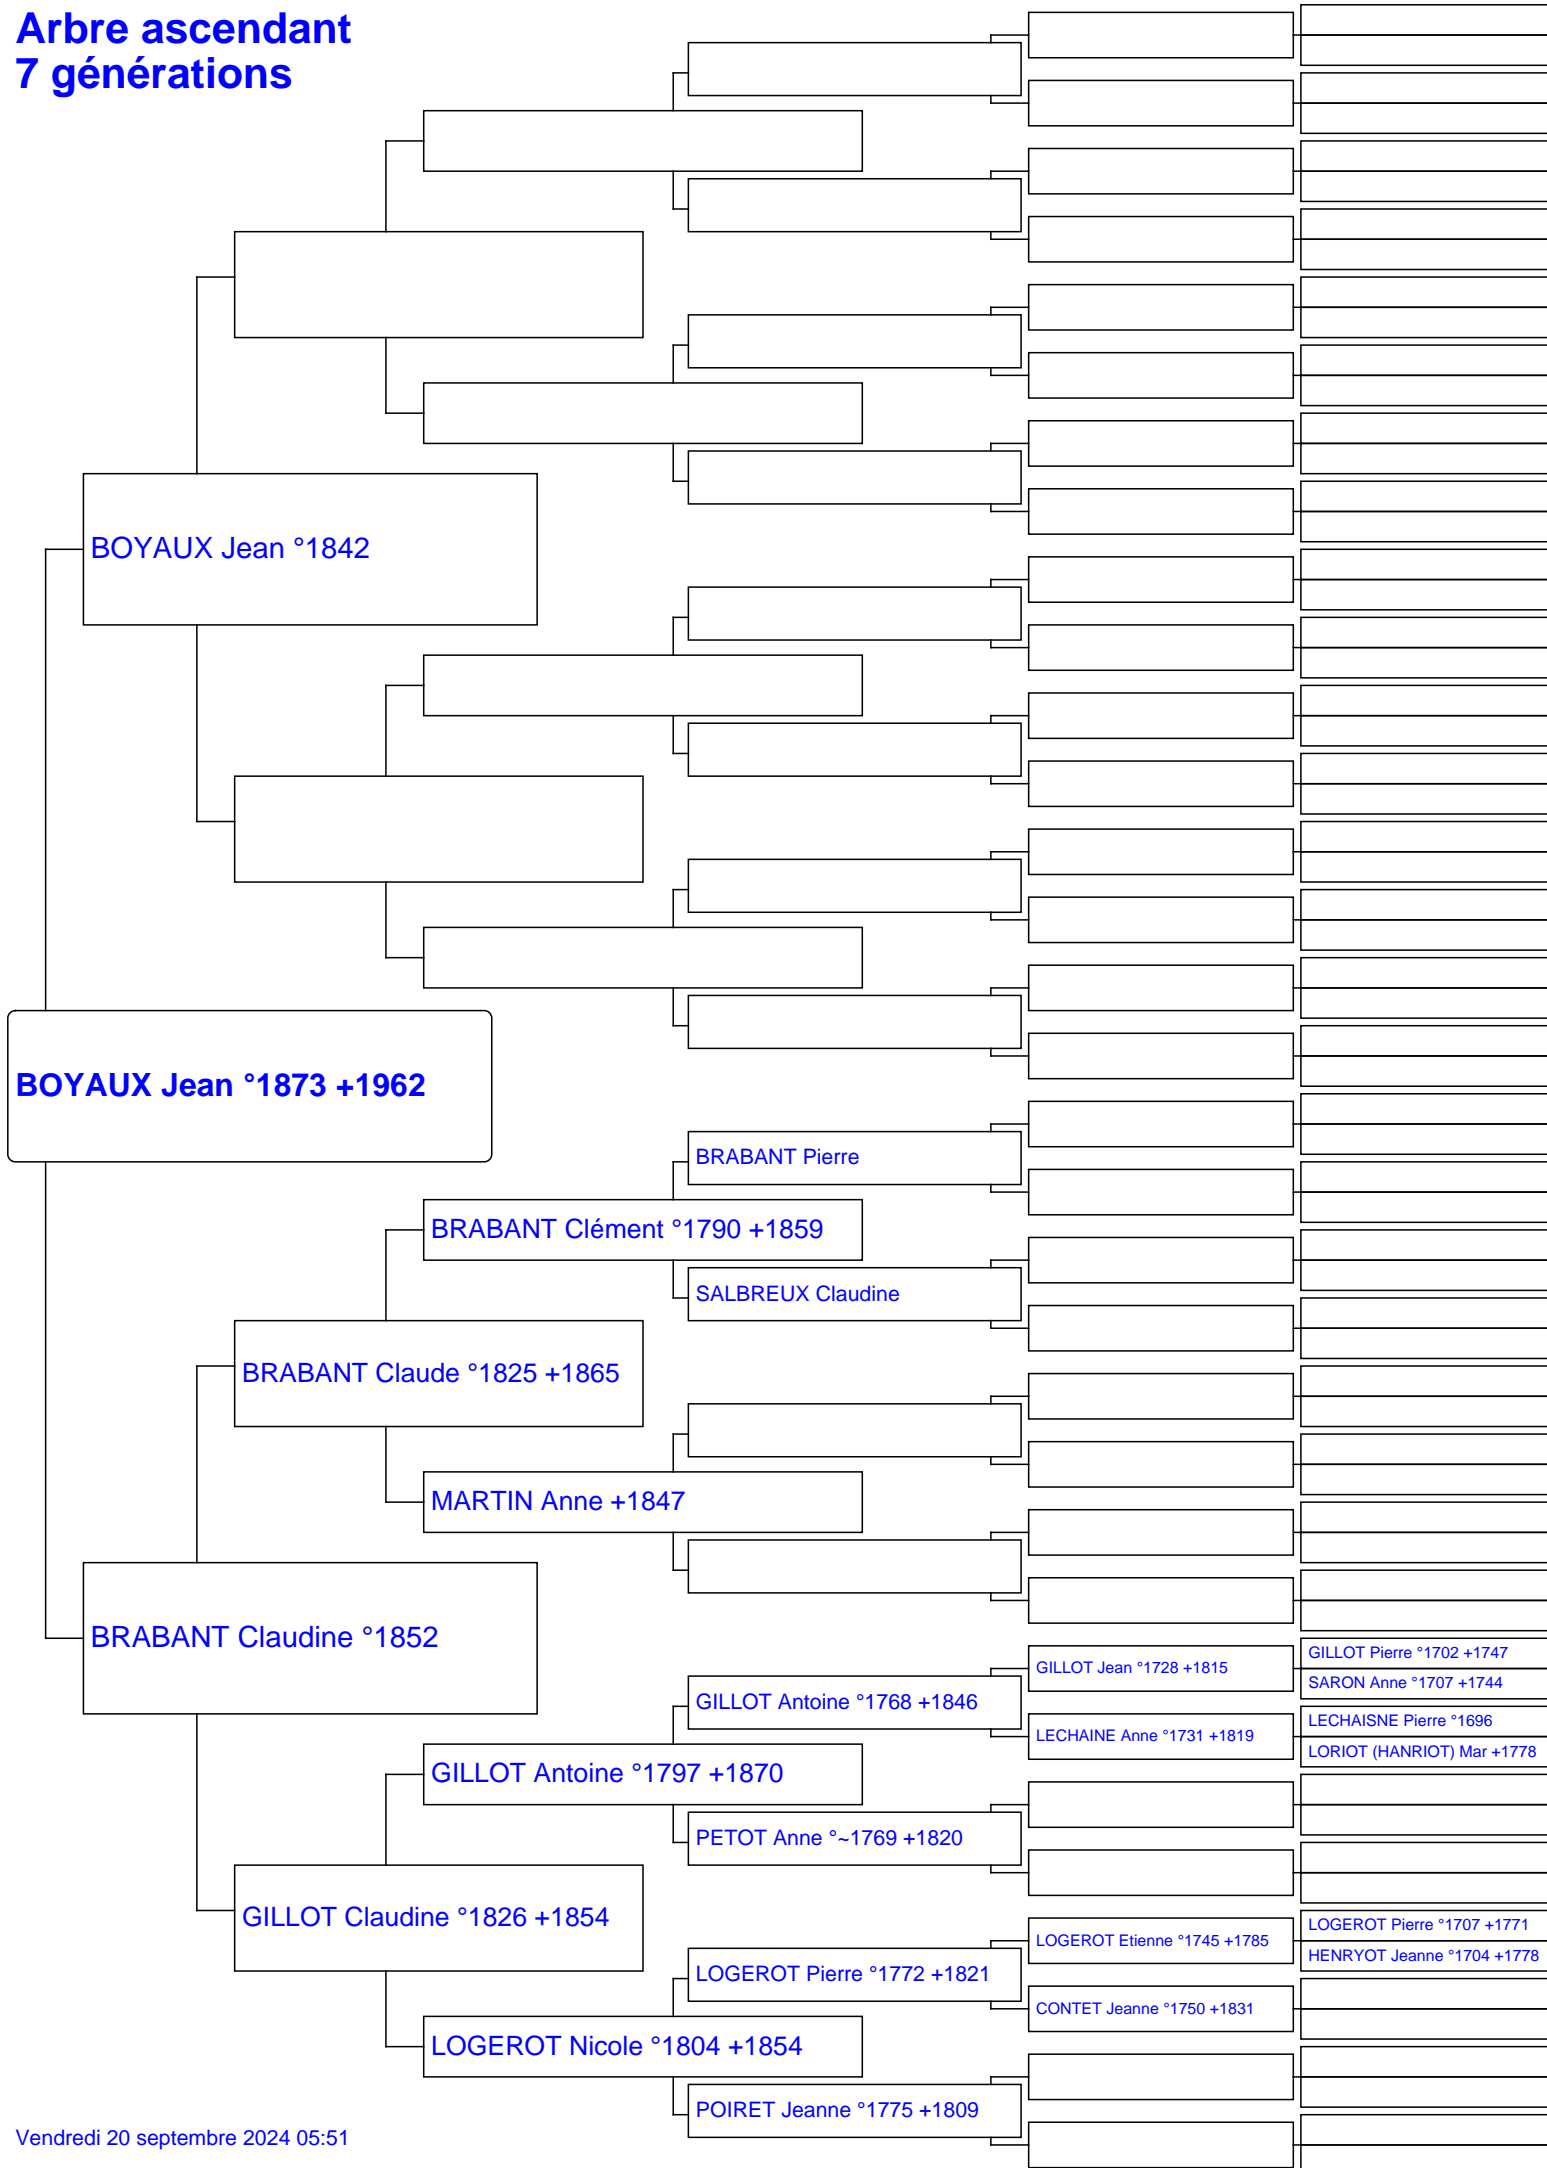 Arbre ascendant
7 générations
BOYAUX Jean °1842
BOYAUX Jean °1873 +1962
BRABANT Pierre
BRABANT Clément °1790 +1859
SALBREUX Claudine
BRABANT Claude °1825 +1865
MARTIN Anne +1847
BRABANT Claudine °1852
GILLOT Pierre °1702 +1747
GILLOT Jean °1728 +1815
SARON Anne °1707 +1744
GILLOT Antoine °1768 +1846
LECHAISNE Pierre °1696
LECHAINE Anne °1731 +1819
LORIOT (HANRIOT) Mar +1778
GILLOT Antoine °1797 +1870
PETOT Anne °~1769 +1820
GILLOT Claudine °1826 +1854
LOGEROT Pierre °1707 +1771
LOGEROT Etienne °1745 +1785
HENRYOT Jeanne °1704 +1778
LOGEROT Pierre °1772 +1821
CONTET Jeanne °1750 +1831
LOGEROT Nicole °1804 +1854
POIRET Jeanne °1775 +1809
Vendredi 20 septembre 2024 05:51